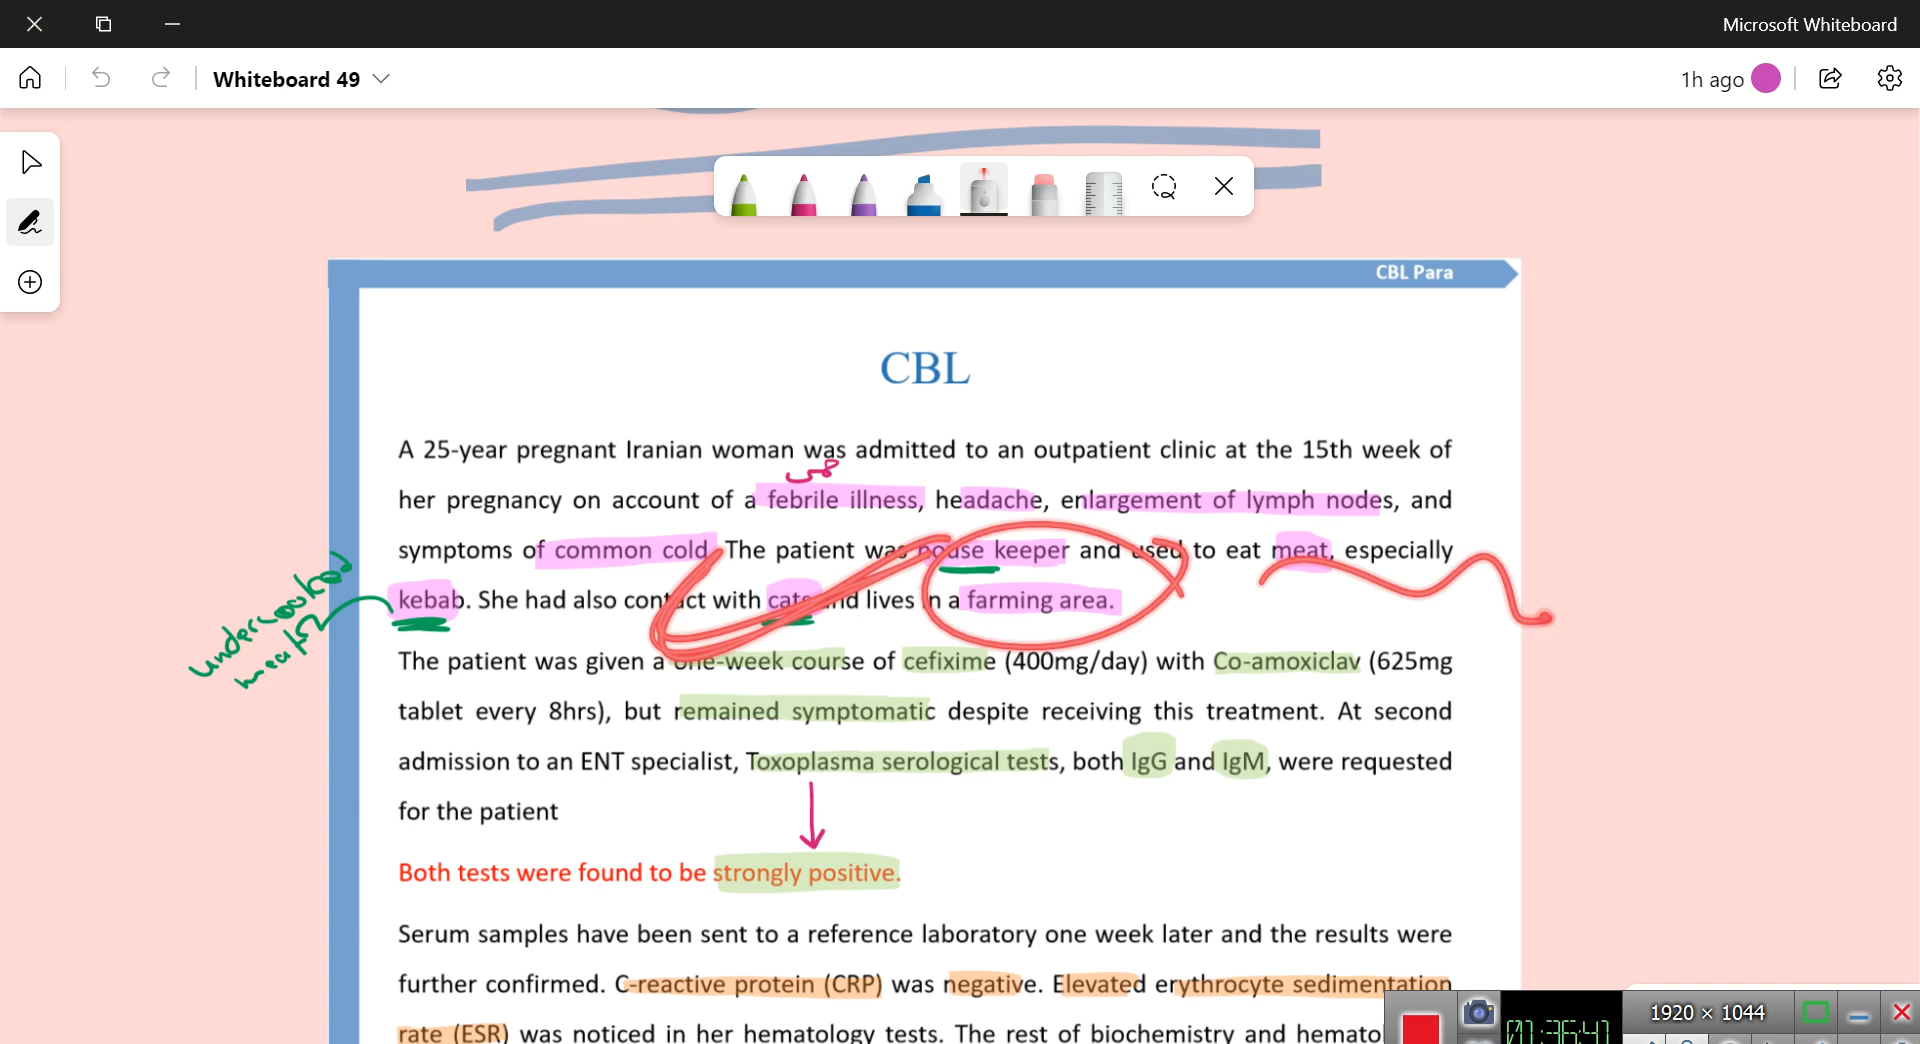 Microsoft Whiteboard
Whiteboard 49
1h ago
CBL Para
CBL
A 25-year pregnant Iranian woman was admitted to an outpatient clinic at the 15th week of
her pregnancy on account of a febrile illness, headache, enlargement of lymph nodes, and
symptoms of common cold. The patient was house keeper and used to eat meat, especially
kebab. She had also contact with cats and lives in a farming area.
undercooked
meat
The patient was given a one-week course of cefixime (400mg/day) with Co-amoxiclav (625mg
tablet every 8hrs), but remained symptomatic despite receiving this treatment. At second
admission to an ENT specialist, Toxoplasma serological tests, both IgG and IgM, were requested
for the patient
Both tests were found to be strongly positive.
Serum samples have been sent to a reference laboratory one week later and the results were
further confirmed. C-reactive protein (CRP) was negative. Elevated erythrocyte sedimentation
rate (ESR) was noticed in her hematology tests. The rest of biochemistry and
1920 × 1044
01:36:41